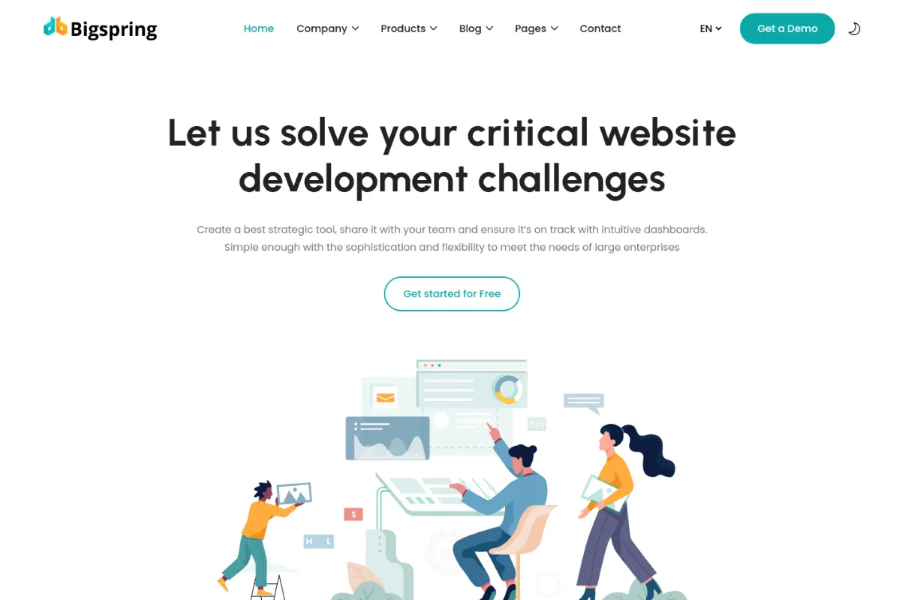 Bigspring
Home Company Products Blog Pages Contact EN Get a Demo
Let us solve your critical website
development challenges
Create a best strategic tool, share it with your team and ensure it's on track with intuitive dashboards.
Simple enough with the sophistication and flexibility to meet the needs of large enterprises
Get started for Free
</>
S
H L